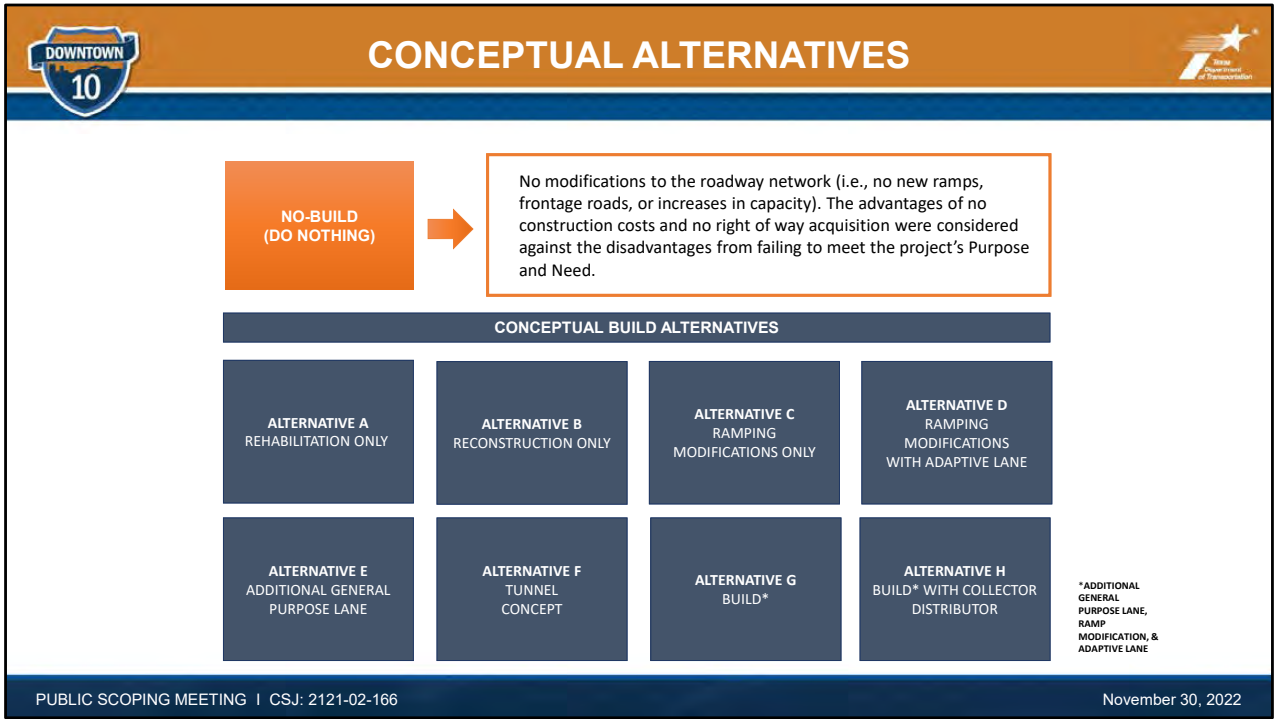 DOWNTOWN
10
CONCEPTUAL ALTERNATIVES
Texas
Department
of Transportation
NO-BUILD
(DO NOTHING)
No modifications to the roadway network (i.e., no new ramps,
frontage roads, or increases in capacity). The advantages of no
construction costs and no right of way acquisition were considered
against the disadvantages from failing to meet the project’s Purpose
and Need.
CONCEPTUAL BUILD ALTERNATIVES
ALTERNATIVE A
REHABILITATION ONLY
ALTERNATIVE B
RECONSTRUCTION ONLY
ALTERNATIVE C
RAMPING
MODIFICATIONS ONLY
ALTERNATIVE D
RAMPING
MODIFICATIONS
WITH ADAPTIVE LANE
ALTERNATIVE E
ADDITIONAL GENERAL
PURPOSE LANE
ALTERNATIVE F
TUNNEL
CONCEPT
ALTERNATIVE G
BUILD*
ALTERNATIVE H
BUILD* WITH COLLECTOR
DISTRIBUTOR
*ADDITIONAL
GENERAL
PURPOSE LANE,
RAMP
MODIFICATION, &
ADAPTIVE LANE
PUBLIC SCOPING MEETING I CSJ: 2121-02-166
November 30, 2022